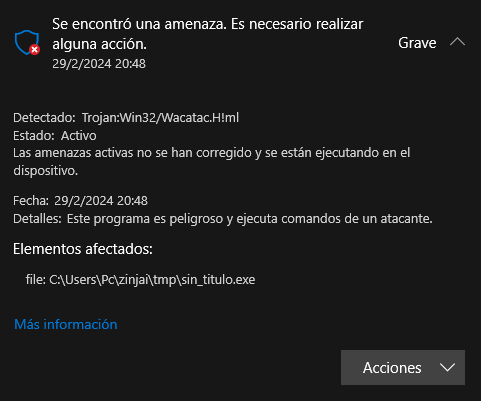 Se encontró una amenaza. Es necesario realizar
alguna acción.
Grave
29/2/2024 20:48
Detectado: Trojan:Win32/Wacatac.H!ml
Estado: Activo
Las amenazas activas no se han corregido y se están ejecutando en el
dispositivo.
Fecha: 29/2/2024 20:48
Detalles: Este programa es peligroso y ejecuta comandos de un atacante.
Elementos afectados:
file: C:\Users\Pc\zinjai\tmp\sin_titulo.exe
Más información
Acciones